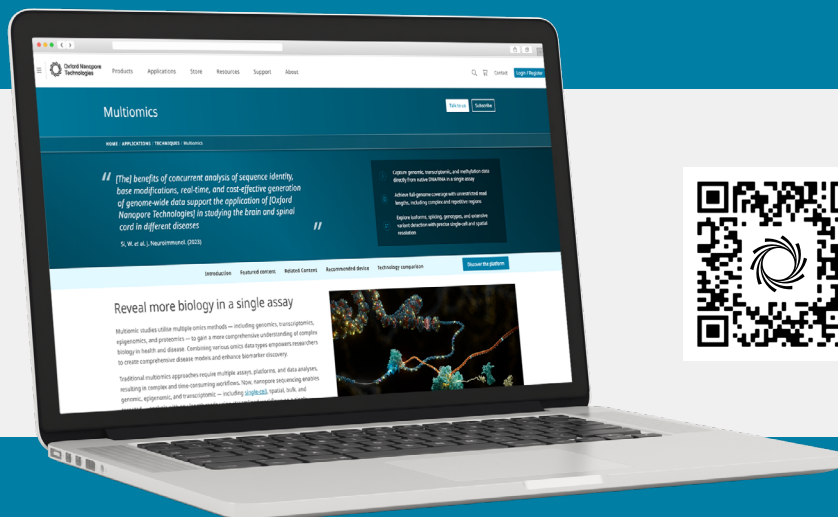 Oxford Nanopore
Technologies
Products
Applications
Store
Resources
Support
About
Contact
Login / Register
Multiomics
Talk to us
Subscribe
HOME / APPLICATIONS / TECHNIQUES / Multiomics
“ [The] benefits of concurrent analysis of sequence identity,
base modifications, real-time, and cost-effective generation
of genome-wide data support the application of [Oxford
Nanopore Technologies] in studying the brain and spinal
cord in different diseases ”
Si, W. et al. J. Neuroimmunol. (2023)
Capture genomic, transcriptomic, and methylation data
directly from native DNA/RNA in a single assay
Achieve full-genome coverage with unrestricted read
lengths, including complex and repetitive regions
Explore isoforms, splicing, genotypes, and extensive
variant detection with precise single-cell and spatial
resolution
Introduction
Featured content
Related Content
Recommended device
Technology comparison
Discover the platform
Reveal more biology in a single assay
Multiomic studies utilise multiple omics methods — including genomics, transcriptomics,
epigenomics, and proteomics — to gain a more comprehensive understanding of complex
biology in health and disease. Combining various omics data types empowers researchers
to create comprehensive disease models and enhance biomarker discovery.
Traditional multiomics approaches require multiple assays, platforms, and data analyses,
resulting in complex and time-consuming workflows. Now, nanopore sequencing enables
genomic, epigenomic, and transcriptomic — including single-cell, spatial, bulk, and